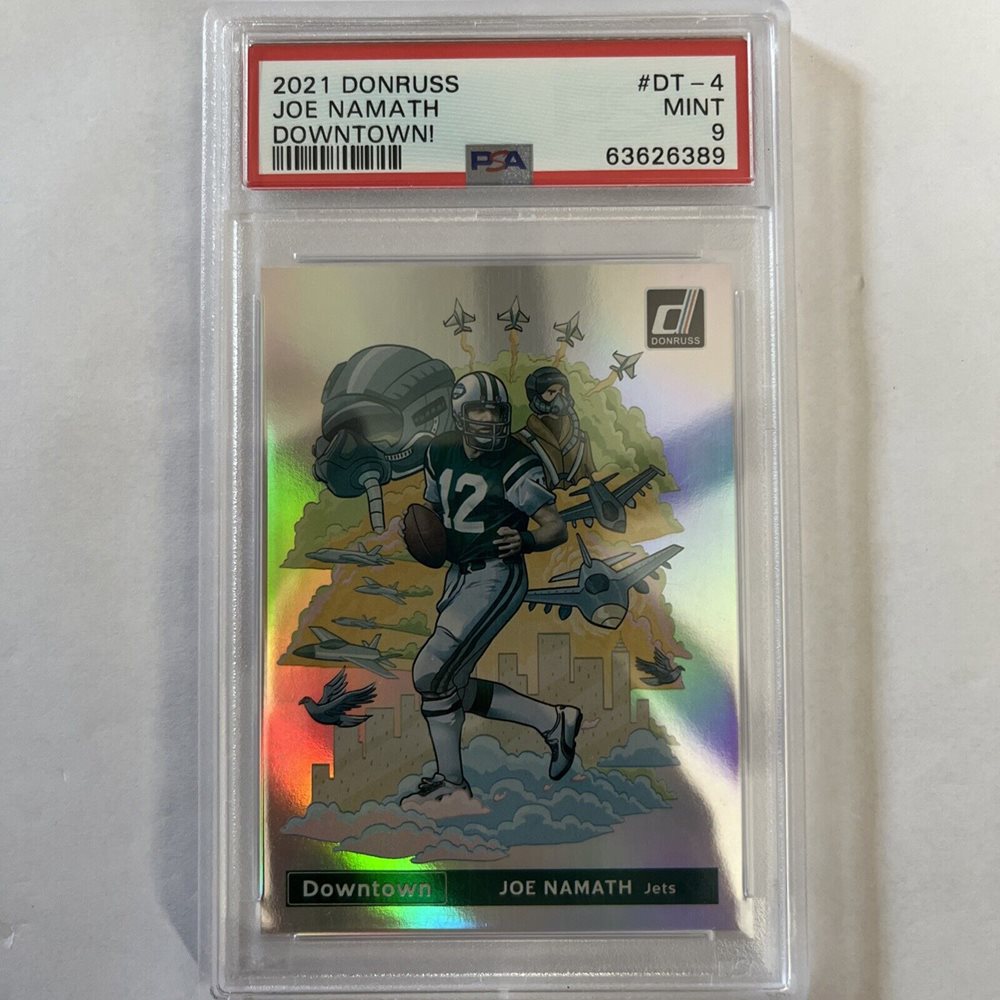 2021 DONRUSS #DT-4
JOE NAMATH MINT
DOWNTOWN! 9
PSA 63626389
d
DONRUSS
12
Downtown JOE NAMATH Jets